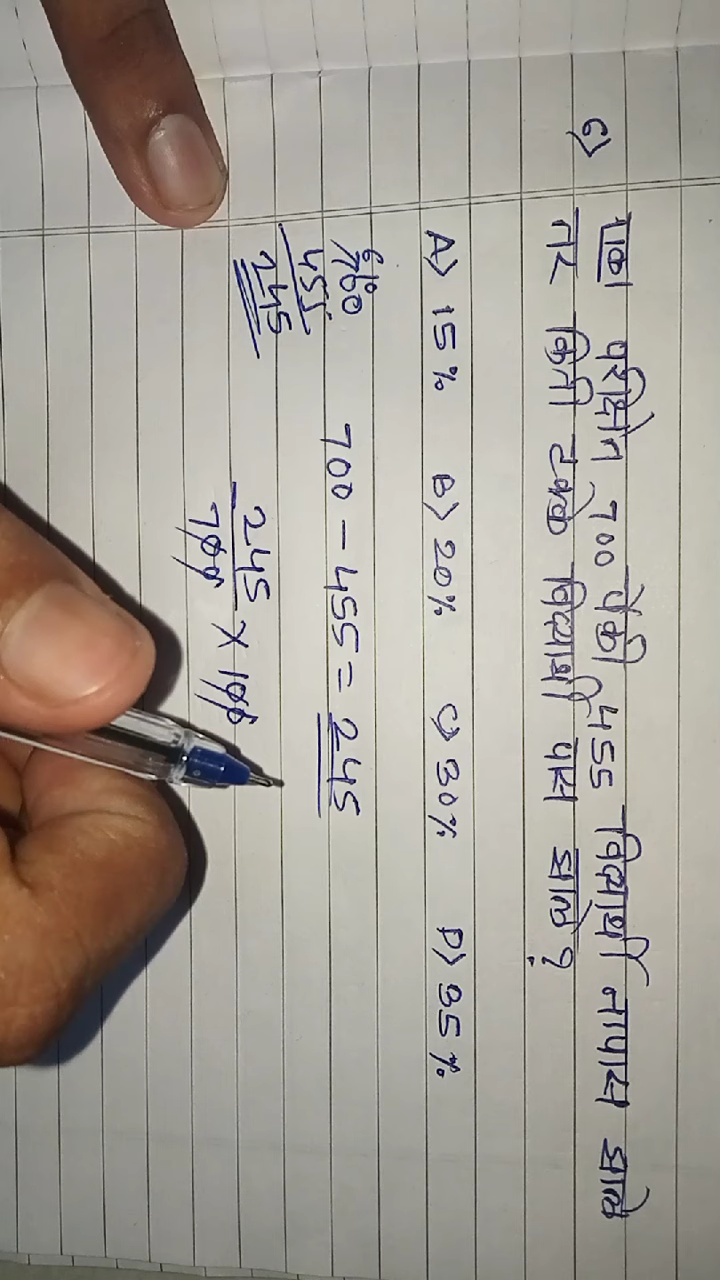 6) एका परीक्षेत 700 पैकी 455 विद्यार्थी नापास झाले
तर किती टक्के विद्यार्थी पास झाले ?
A) 15% B) 20% C) 30% D) 35%
610
700 700 - 455 = 245
455
245
245 × 100
700